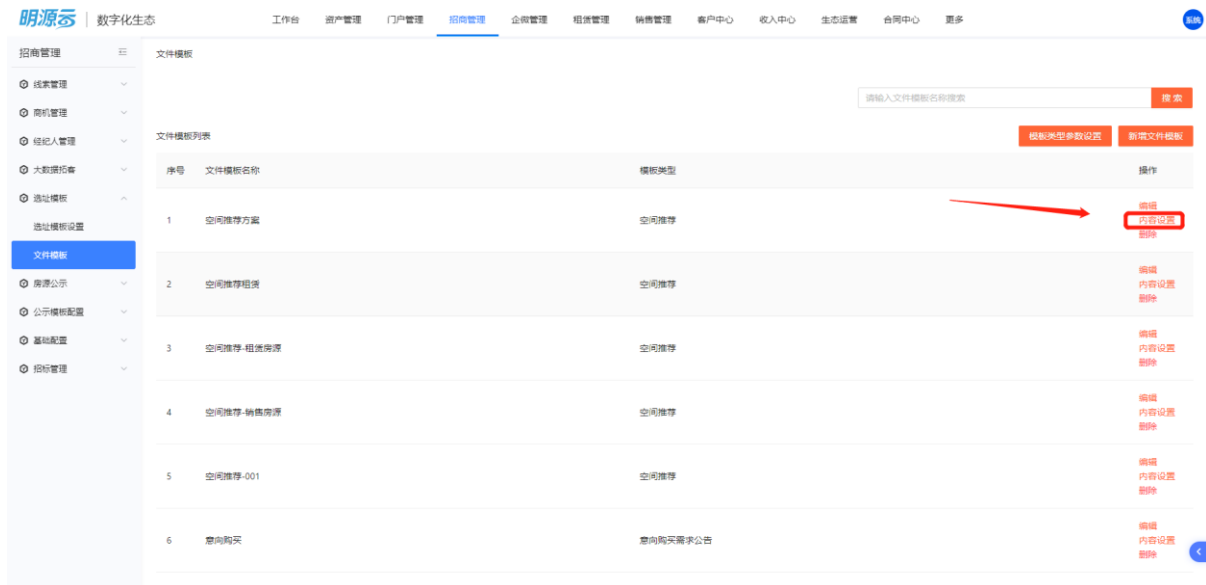 明源云 数字化生态
工作台 资产管理 门户管理 招商管理 企微管理 租赁管理 销售管理 客户中心 收入中心 生态运营 合同中心 更多 系统
招商管理
线索管理
商机管理
经纪人管理
大数据拓客
选址模板
选址模板设置
文件模板
房源公示
公示模板配置
基础配置
招标管理
文件模板
请输入文件模板名称搜索 搜索
文件模板列表 模板类型参数设置 新增文件模板
序号 文件模板名称 模板类型 操作
编辑
1 空间推荐方案 空间推荐 内容设置
删除
编辑
2 空间推荐租赁 空间推荐 内容设置
删除
编辑
3 空间推荐-租赁房源 空间推荐 内容设置
删除
编辑
4 空间推荐-销售房源 空间推荐 内容设置
删除
编辑
5 空间推荐-001 空间推荐 内容设置
删除
编辑
6 意向购买 意向购买需求公告 内容设置
删除